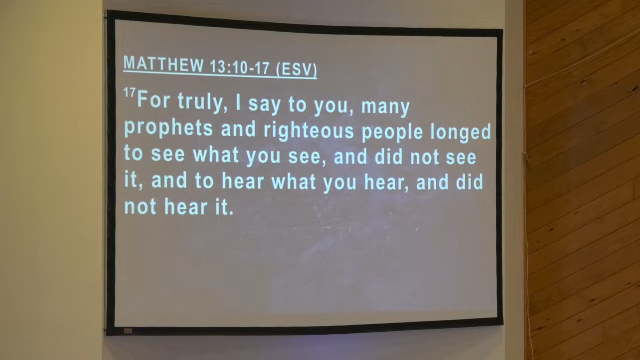 MATTHEW 13:10-17 (ESV)
17For truly, I say to you, many
prophets and righteous people longed
to see what you see, and did not see
it, and to hear what you hear, and did
not hear it.